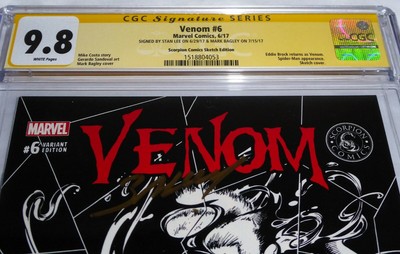 CGC Signature SERIES
9.8
WHITE Pages
Venom #6
Marvel Comics, 6/17
SIGNED BY STAN LEE ON 6/23/17 & MARK BAGLEY ON 7/15/17
Scorpion Comics Sketch Edition
Mike Costa story
Gerardo Sandoval art
Mark Bagley cover
Eddie Brock returns as Venom.
Spider-Man appearance.
Sketch cover.
1518804053
CGC
MARVEL
#6 VARIANT EDITION
VENOM
SCORPION
COMICS